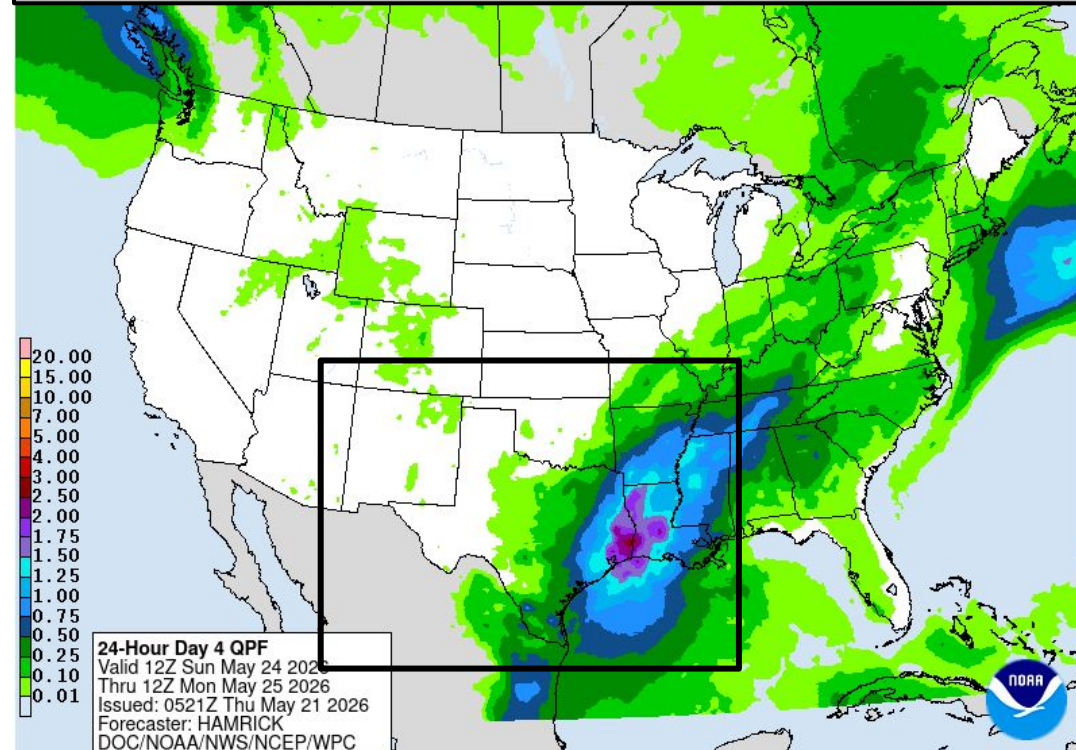 20.00
15.00
10.00
7.00
5.00
4.00
3.00
2.50
2.00
1.75
1.50
1.25
1.00
0.75
0.50
0.25
0.10
0.01
24-Hour Day 4 QPF
Valid 12Z Sun May 24 2026
Thru 12Z Mon May 25 2026
Issued: 0521Z Thu May 21 2026
Forecaster: HAMRICK
DOC/NOAA/NWS/NCEP/WPC
NOAA